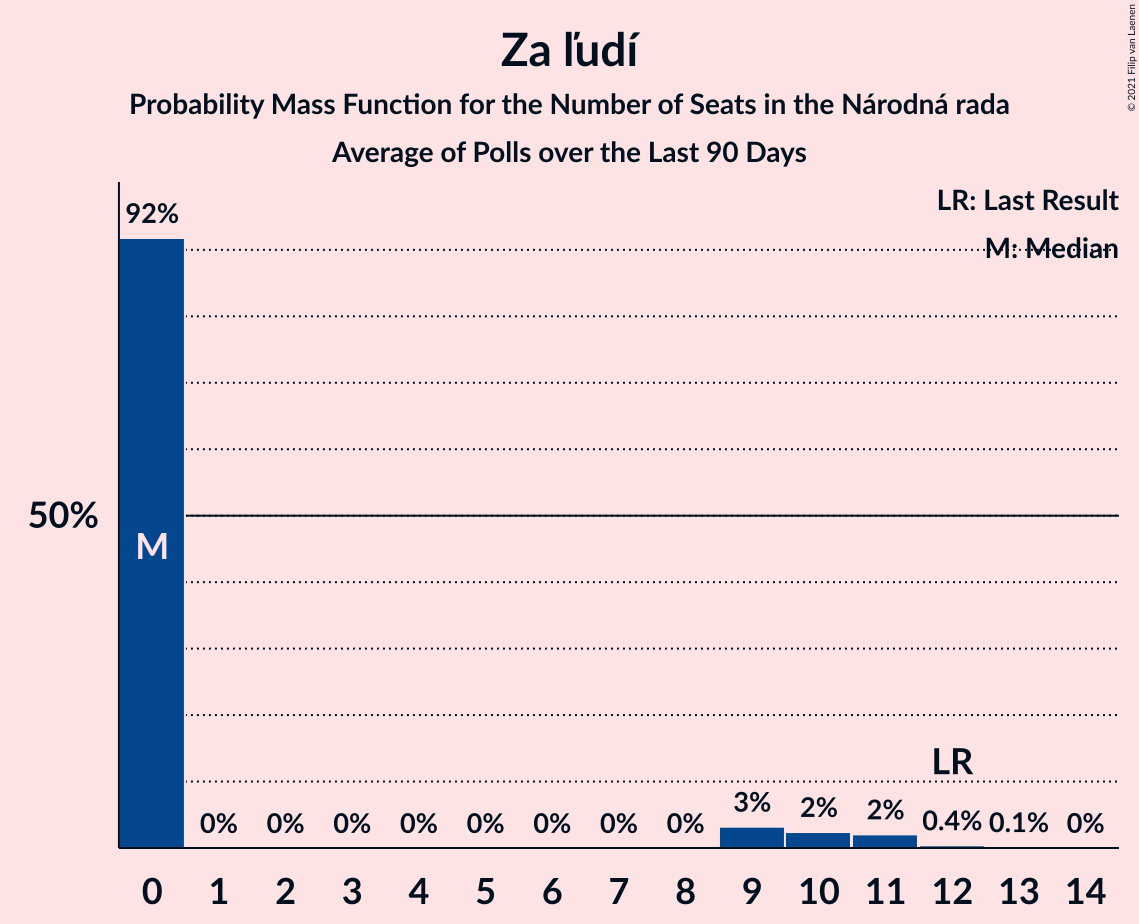 Za ľudí
Probability Mass Function for the Number of Seats in the Národná rada
Average of Polls over the Last 90 Days
© 2021 Filip van Laenen
LR: Last Result
M: Median
92%
50%
M
LR
0% 0% 0% 0% 0% 0% 0% 0% 3% 2% 2% 0.4% 0.1% 0%
0 1 2 3 4 5 6 7 8 9 10 11 12 13 14